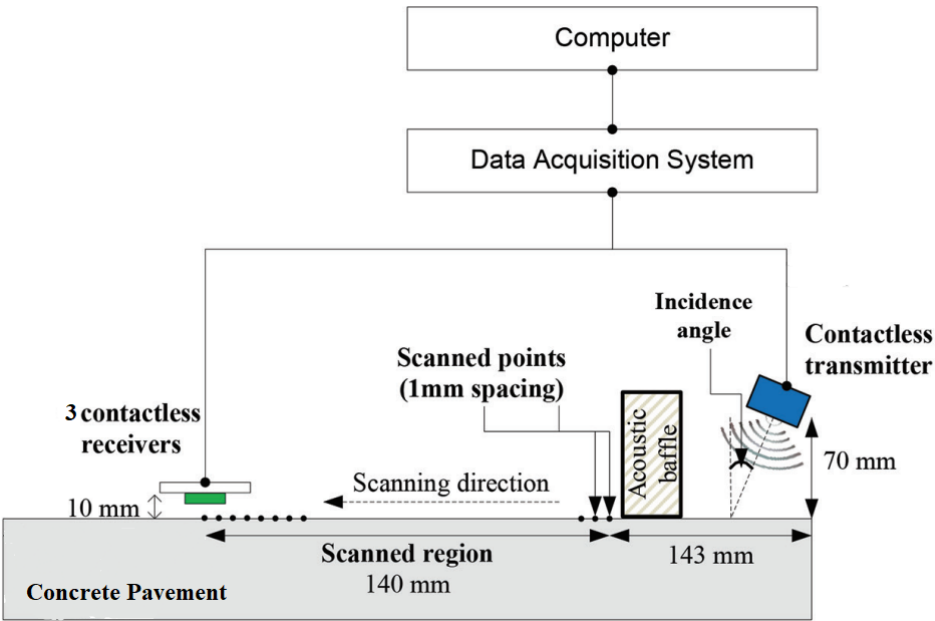 Computer
Data Acquisition System
Incidence
angle
Contactless
transmitter
Scanned points
(1mm spacing)
3 contactless
receivers
Acoustic
baffle
70 mm
Scanning direction
10 mm
Scanned region
140 mm
143 mm
Concrete Pavement